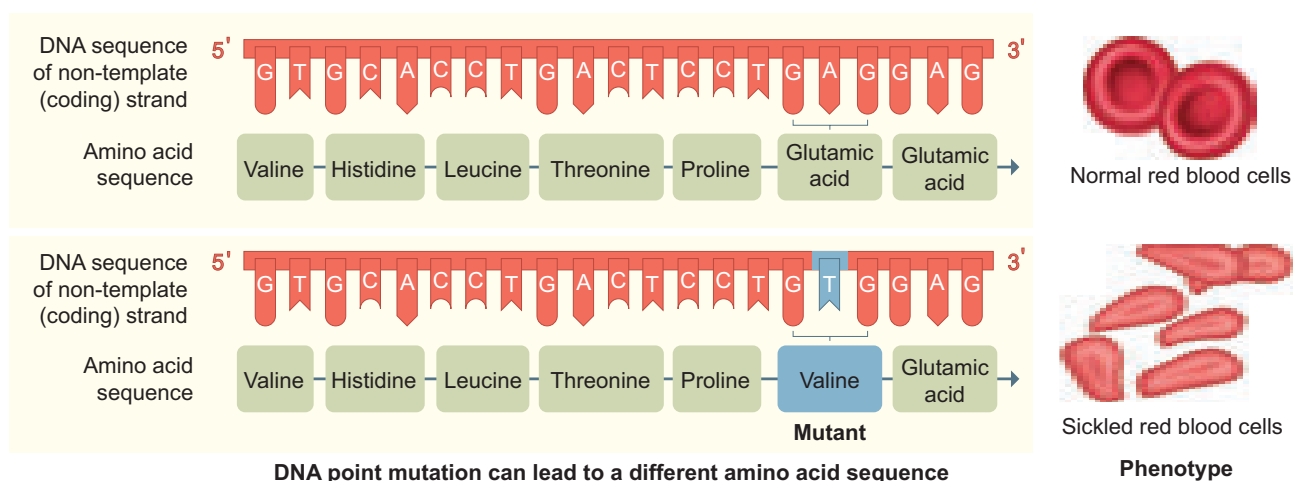 DNA sequence
of non-template
(coding) strand
5'
G T G C A C C T G A C T C C T G A G G A G
3'
Amino acid
sequence
Valine
Histidine
Leucine
Threonine
Proline
Glutamic
acid
Glutamic
acid
Normal red blood cells
DNA sequence
of non-template
(coding) strand
5'
G T G C A C C T G A C T C C T G T G G A G
3'
Amino acid
sequence
Valine
Histidine
Leucine
Threonine
Proline
Valine
Glutamic
acid
Mutant
Sickled red blood cells
DNA point mutation can lead to a different amino acid sequence
Phenotype